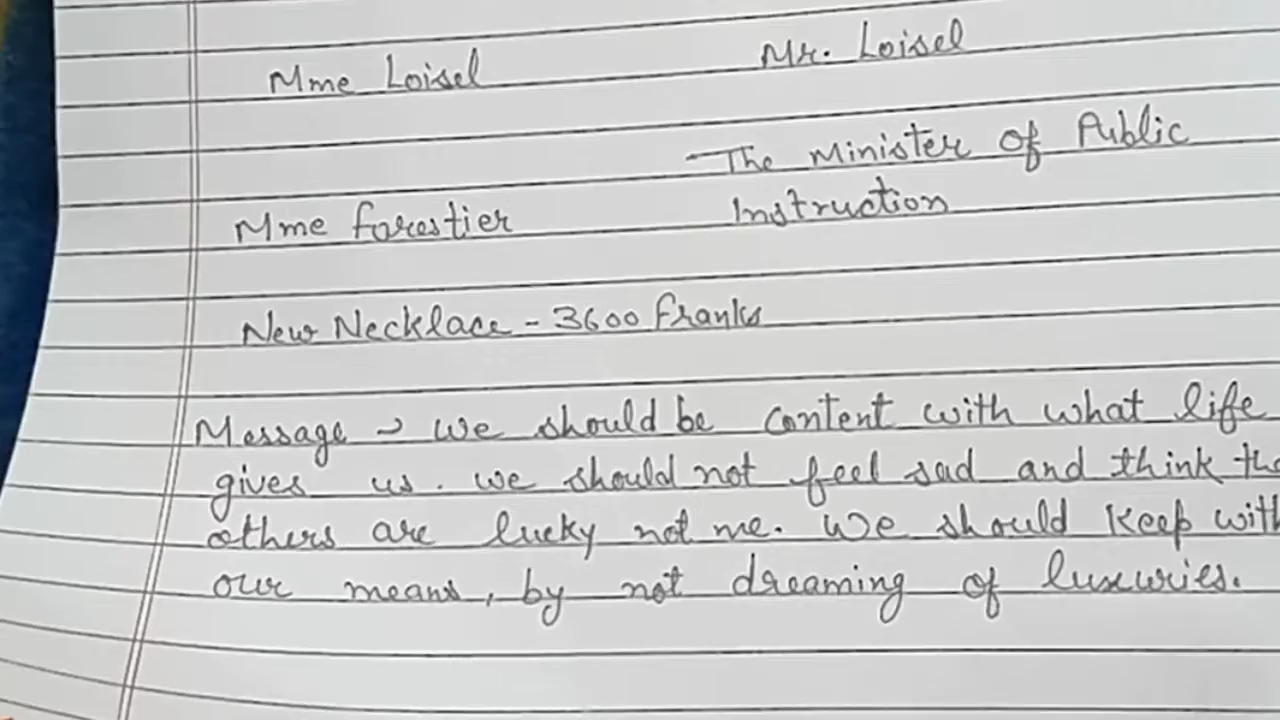 Mme Loisel Mr. Loisel
The Minister of Public
Mme forestier Instruction
New Necklace - 3600 franks
Message → we should be content with what life
gives us. we should not feel sad and think
others are lucky not me. We should keep
our means, by not dreaming of luxuries.